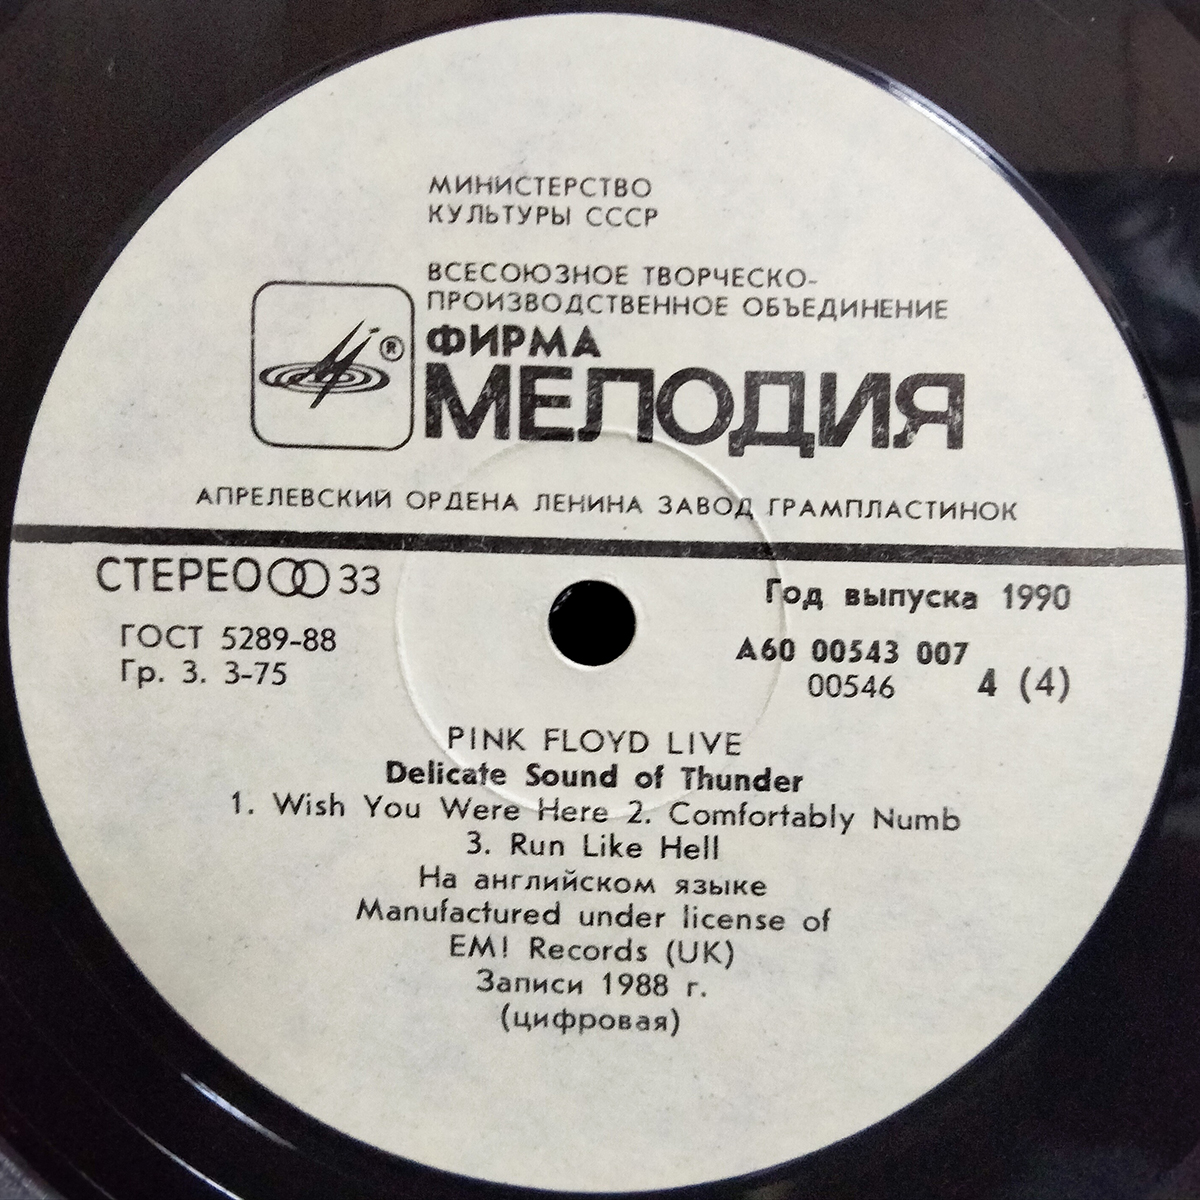 МИНИСТЕРСТВО
КУЛЬТУРЫ СССР
ВСЕСОЮЗНОЕ ТВОРЧЕСКО-
ПРОИЗВОДСТВЕННОЕ ОБЪЕДИНЕНИЕ
®
ФИРМА
МЕЛОДИЯ
АПРЕЛЕВСКИЙ ОРДЕНА ЛЕНИНА ЗАВОД ГРАМПЛАСТИНОК
СТЕРЕО 33
ГОСТ 5289-88
Гр. 3. 3-75
Год выпуска 1990
А60 00543 007
00546 4 (4)
PINK FLOYD LIVE
Delicate Sound of Thunder
1. Wish You Were Here 2. Comfortably Numb
3. Run Like Hell
На английском языке
Manufactured under license of
EM! Records (UK)
Записи 1988 г.
(цифровая)